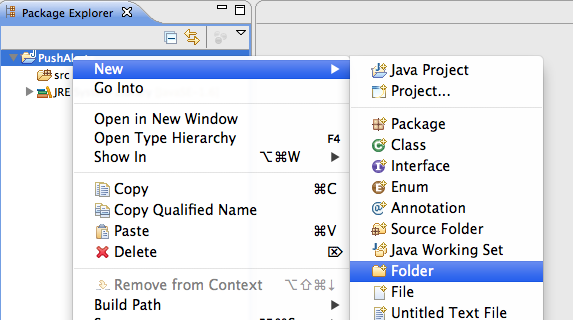 Package Explorer
PushAlert
src
JRE
New
Go Into
Open in New Window
Open Type Hierarchy F4
Show In ⌥⌘W
Copy ⌘C
Copy Qualified Name
Paste ⌘V
Delete ⌦
Remove from Context ⌥⇧⌘↓
Build Path
Java Project
Project...
Package
Class
Interface
Enum
Annotation
Source Folder
Java Working Set
Folder
File
Untitled Text File